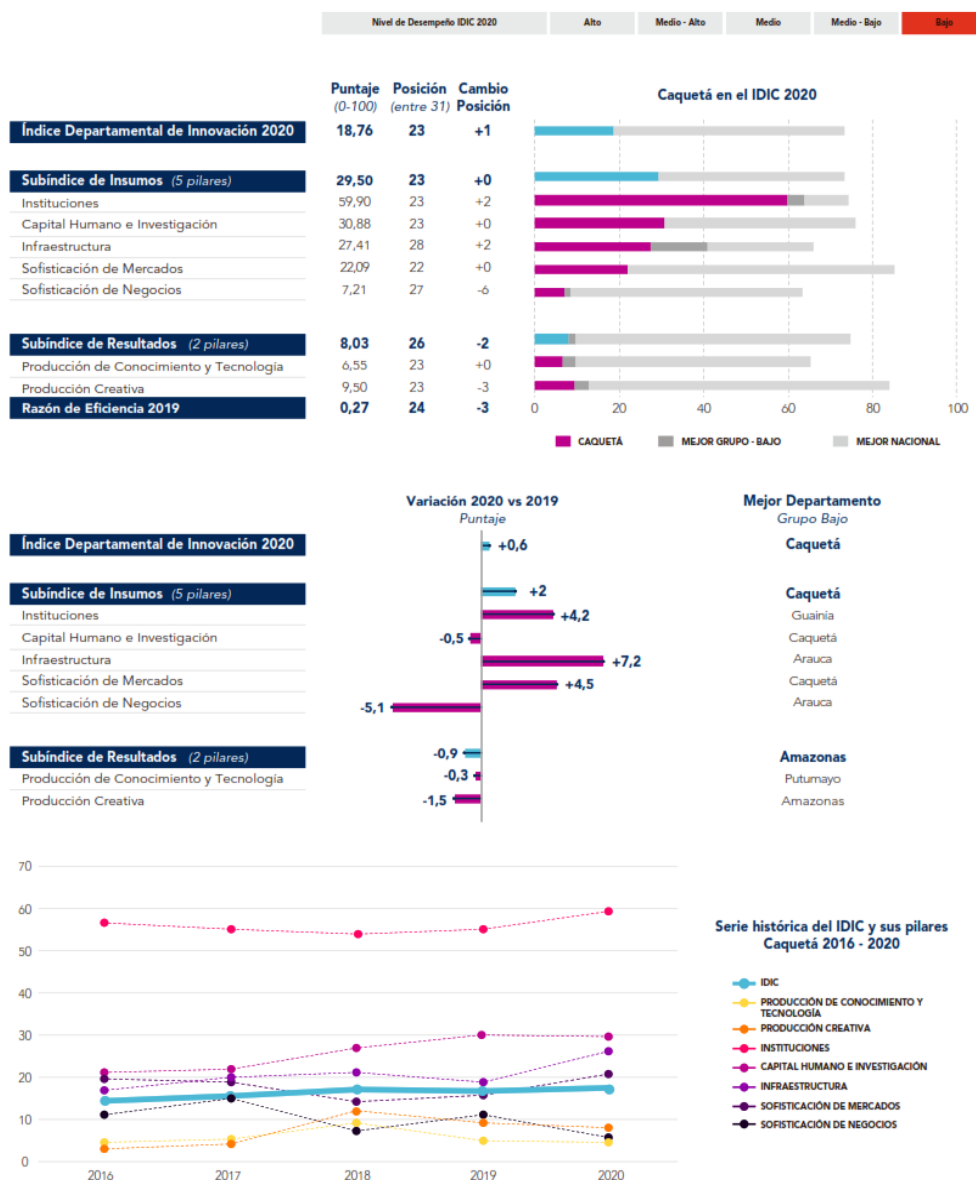 Nivel de Desempeño IDIC 2020 Alto Medio - Alto Medio Medio - Bajo Bajo
Puntaje Posición Cambio
(0-100) (entre 31) Posición
Caquetá en el IDIC 2020
Índice Departamental de Innovación 2020 18,76 23 +1
Subíndice de Insumos (5 pilares) 29,50 23 +0
Instituciones 59,90 23 +2
Capital Humano e Investigación 30,88 23 +0
Infraestructura 27,41 28 +2
Sofisticación de Mercados 22,09 22 +0
Sofisticación de Negocios 7,21 27 -6
Subíndice de Resultados (2 pilares) 8,03 26 -2
Producción de Conocimiento y Tecnología 6,55 23 +0
Producción Creativa 9,50 23 -3
Razón de Eficiencia 2019 0,27 24 -3
0 20 40 60 80 100
CAQUETÁ MEJOR GRUPO - BAJO MEJOR NACIONAL
Variación 2020 vs 2019 Mejor Departamento
Puntaje Grupo Bajo
Índice Departamental de Innovación 2020 +0,6 Caquetá
Subíndice de Insumos (5 pilares) +2 Caquetá
Instituciones +4,2 Guainía
Capital Humano e Investigación -0,5 Caquetá
Infraestructura +7,2 Arauca
Sofisticación de Mercados +4,5 Caquetá
Sofisticación de Negocios -5,1 Arauca
Subíndice de Resultados (2 pilares) -0,9 Amazonas
Producción de Conocimiento y Tecnología -0,3 Putumayo
Producción Creativa -1,5 Amazonas
70
60
50
40
30
20
10
0
2016 2017 2018 2019 2020
Serie histórica del IDIC y sus pilares
Caquetá 2016 - 2020
IDIC
PRODUCCIÓN DE CONOCIMIENTO Y
TECNOLOGÍA
PRODUCCIÓN CREATIVA
INSTITUCIONES
CAPITAL HUMANO E INVESTIGACIÓN
INFRAESTRUCTURA
SOFISTICACIÓN DE MERCADOS
SOFISTICACIÓN DE NEGOCIOS